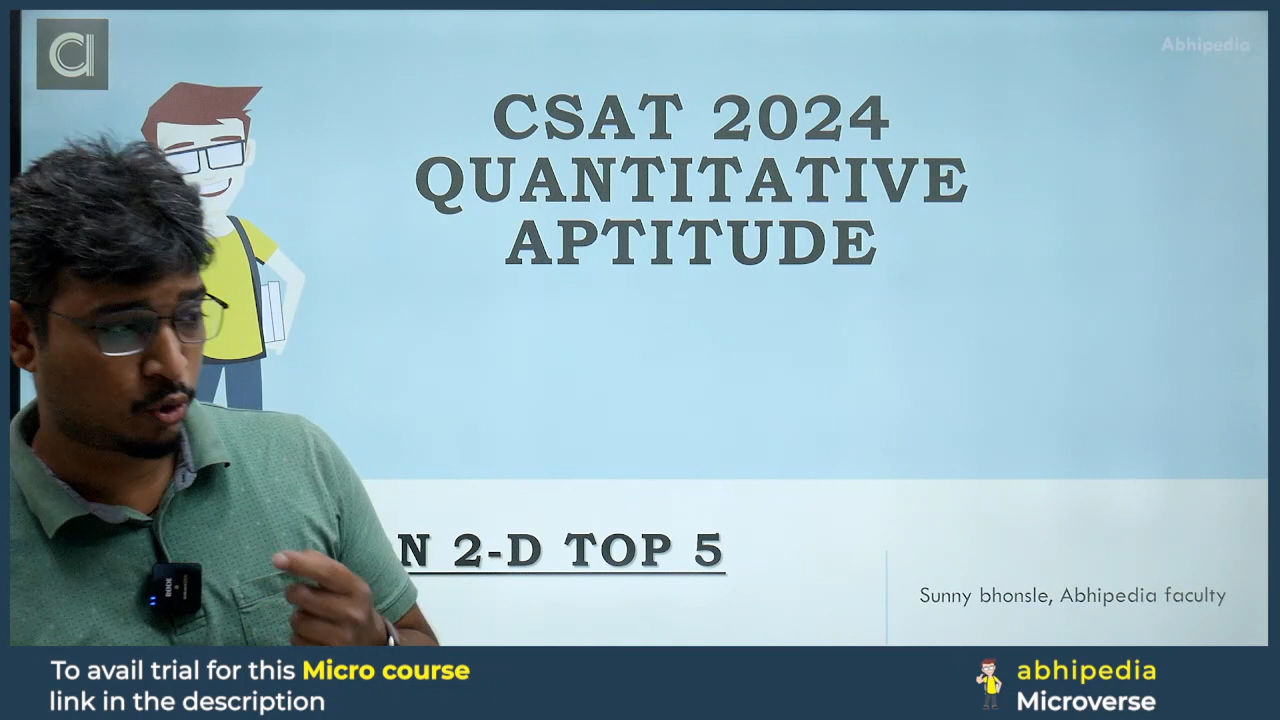 Abhipedia
CSAT 2024
QUANTITATIVE
APTITUDE
N 2-D TOP 5
Sunny bhonsle, Abhipedia faculty
RODE
To avail trial for this Micro course
link in the description
abhipedia
Microverse